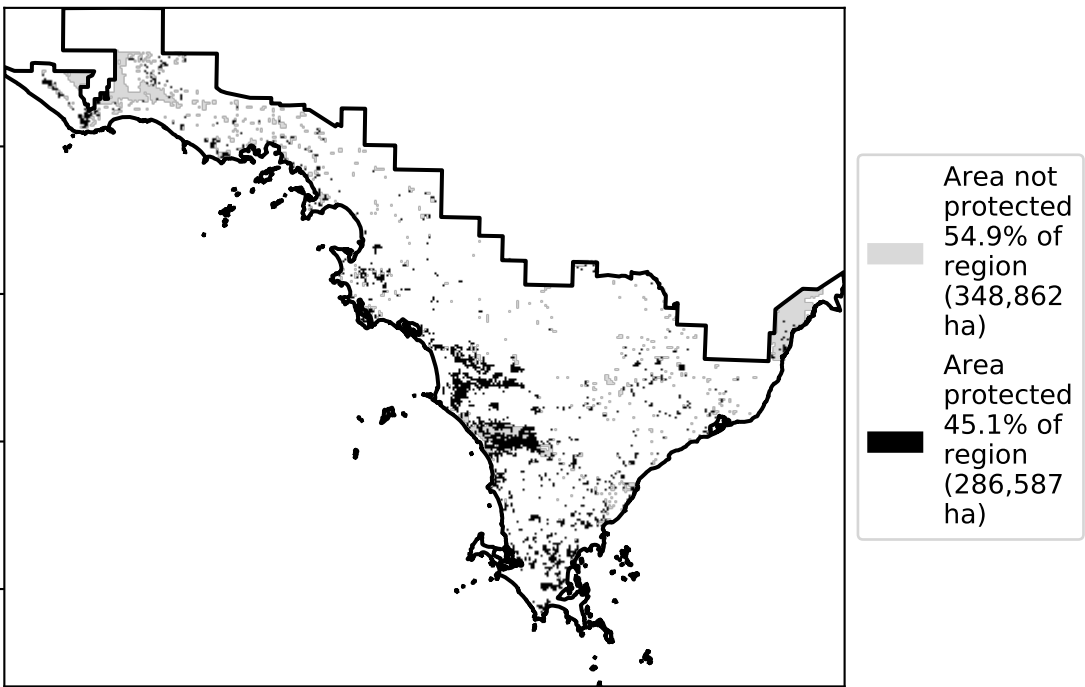 Area not
protected
54.9% of
region
(348,862
ha)
Area
protected
45.1% of
region
(286,587
ha)